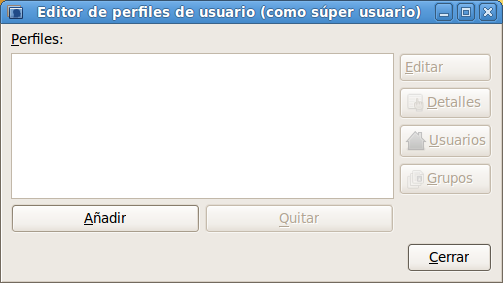 Editor de perfiles de usuario (como súper usuario)
Perfiles:
Editar
Detalles
Usuarios
Grupos
Añadir Quitar
Cerrar